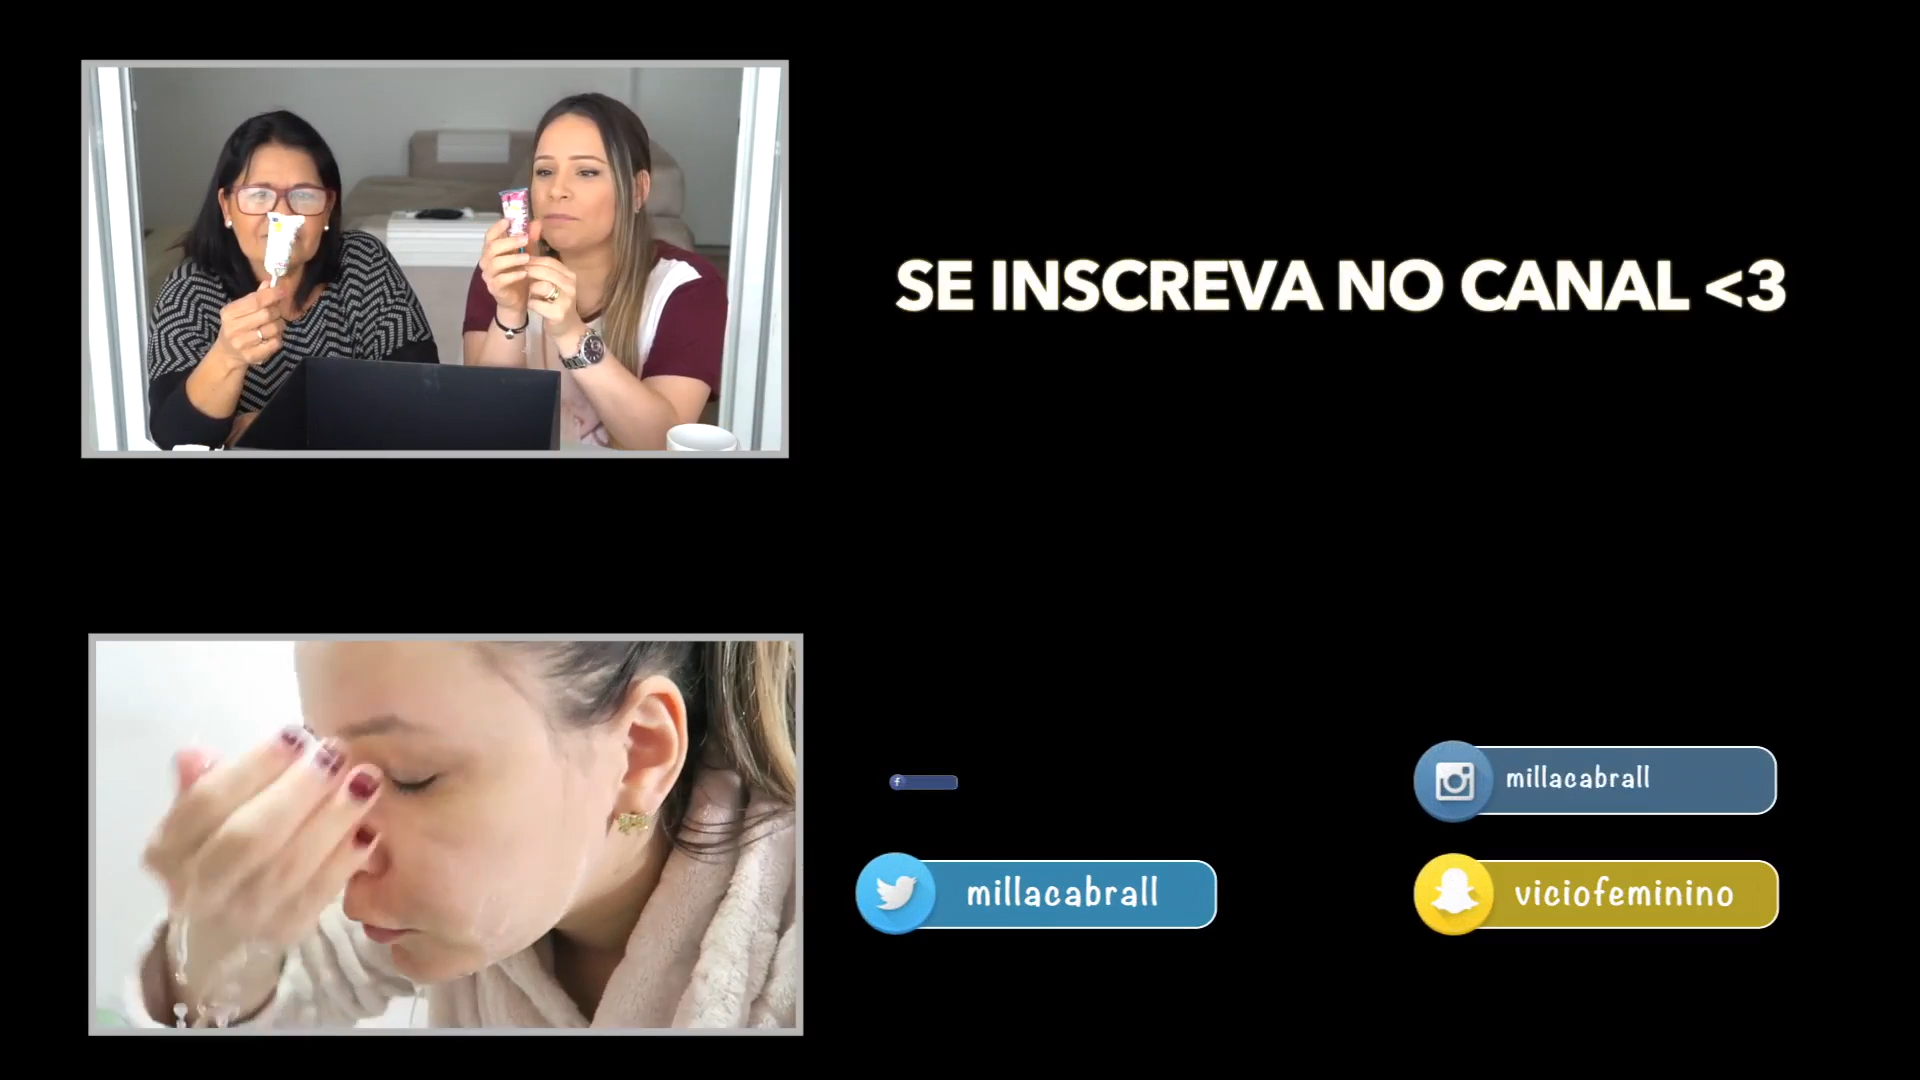 SE INSCREVA NO CANAL <3
millacabrall
millacabrall
viciofeminino